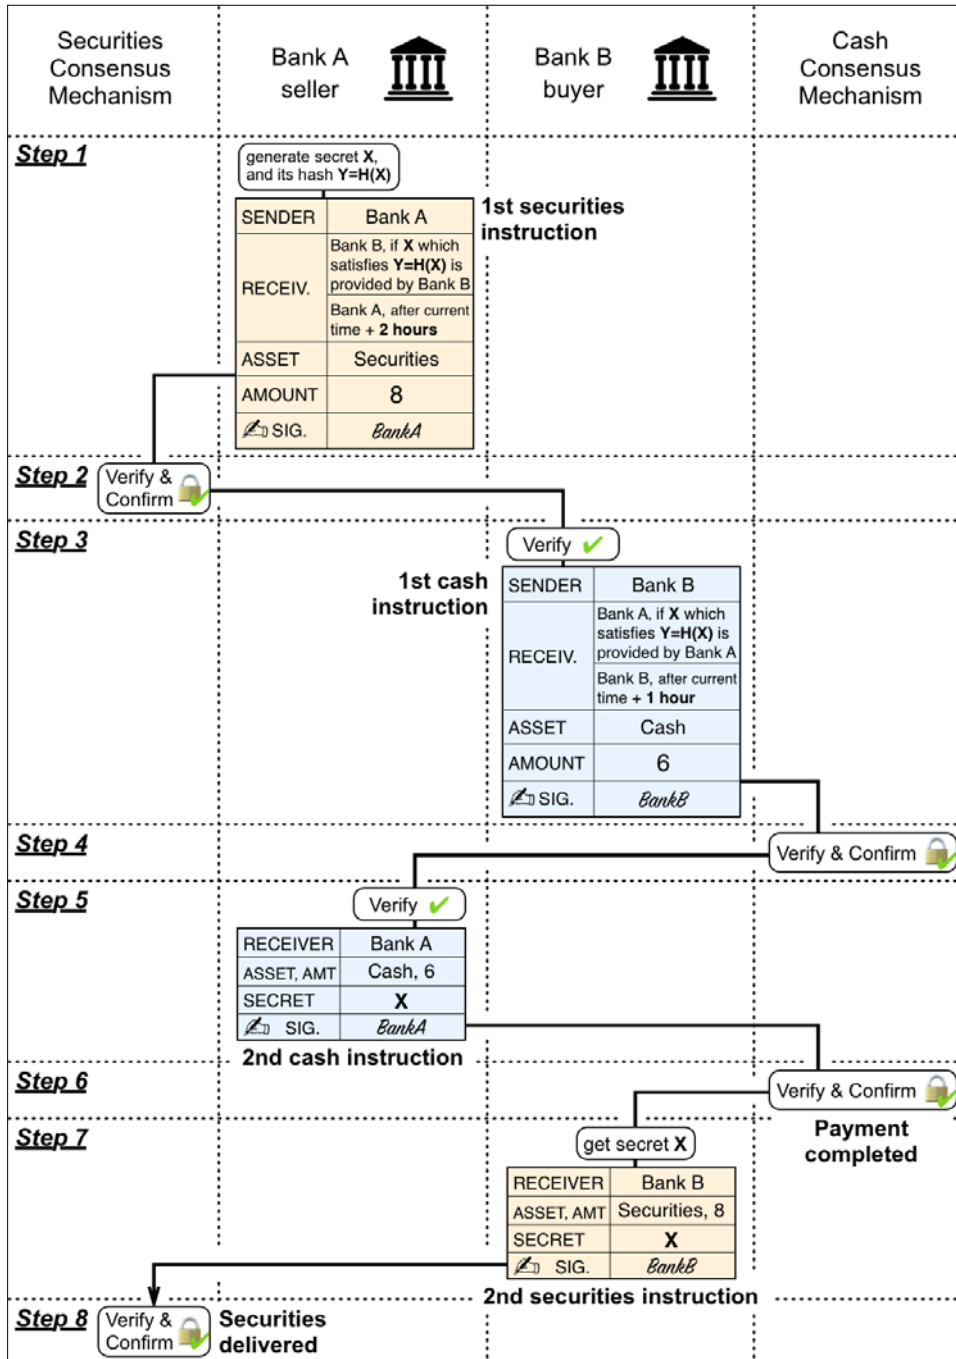 Securities
Consensus
Mechanism
Bank A
seller
Bank B
buyer
Cash
Consensus
Mechanism
Step 1
generate secret X,
and its hash Y=H(X)
1st securities
instruction
SENDER
Bank A
RECEIV.
Bank B, if X which
satisfies Y=H(X) is
provided by Bank B
Bank A, after current
time + 2 hours
ASSET
Securities
AMOUNT
8
SIG.
BankA
Step 2
Verify &
Confirm
Step 3
Verify
1st cash
instruction
SENDER
Bank B
RECEIV.
Bank A, if X which
satisfies Y=H(X) is
provided by Bank A
Bank B, after current
time + 1 hour
ASSET
Cash
AMOUNT
6
SIG.
BankB
Step 4
Verify & Confirm
Step 5
Verify
RECEIVER
Bank A
ASSET, AMT
Cash, 6
SECRET
X
SIG.
BankA
2nd cash instruction
Step 6
Verify & Confirm
Payment
completed
Step 7
get secret X
RECEIVER
Bank B
ASSET, AMT
Securities, 8
SECRET
X
SIG.
BankB
2nd securities instruction
Step 8
Verify &
Confirm
Securities
delivered